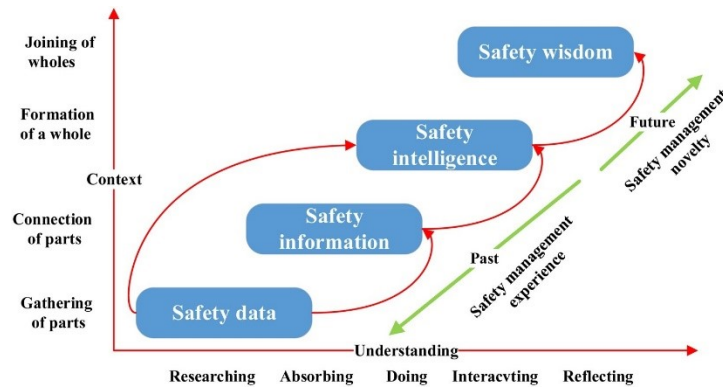 Joining of
wholes
Safety wisdom
Formation
of a whole
Safety
intelligence
Future
Safety management
novelty
Context
Connection
of parts
Safety
information
Past
Safety management
experience
Gathering
of parts
Safety data
Understanding
Researching Absorbing Doing Interacvting Reflecting